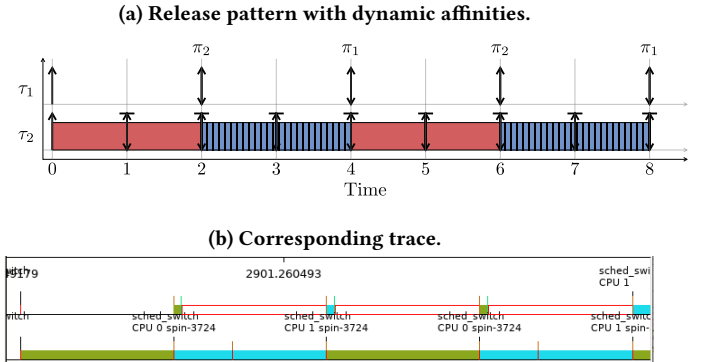 (a) Release pattern with dynamic affinities.
π2 π1 π2 π1
τ1
τ2
0 1 2 3 4 5 6 7 8
Time
(b) Corresponding trace.
2901.260493 sched_swi
CPU 1
sched_switch sched_switch sched_switch sched_switc
CPU 0 spin-3724 CPU 1 spin-3724 CPU 0 spin-3724 CPU 1 spin-